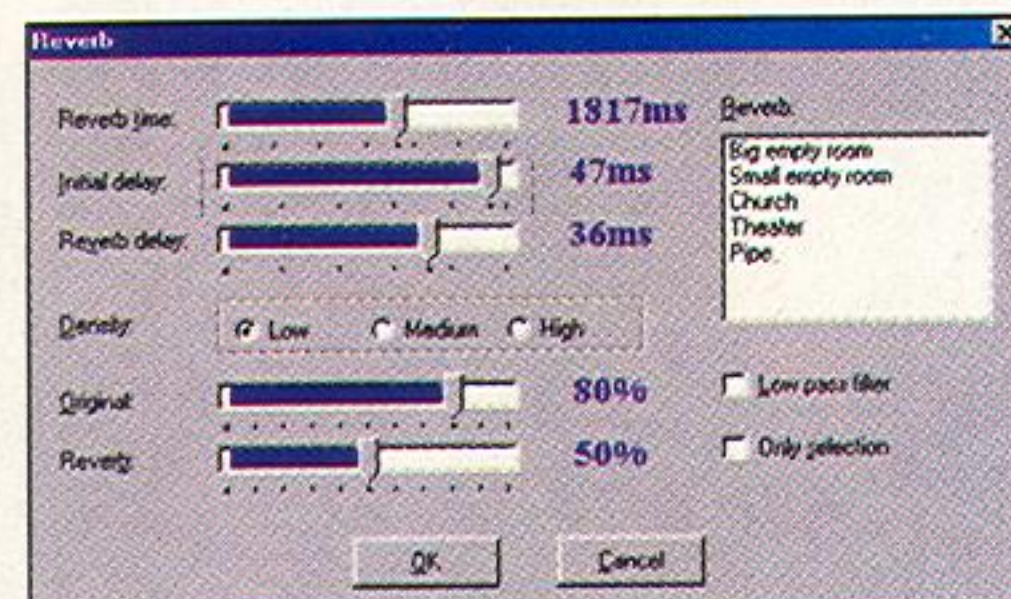 Reverb
Reverb time: 1817ms
Initial delay: 47ms
Reverb delay: 36ms
Density: Low Medium High
Original: 80%
Reverb: 50%
Reverb:
Big empty room
Small empty room
Church
Theater
Pipe
Low pass filter
Only selection
OK Cancel